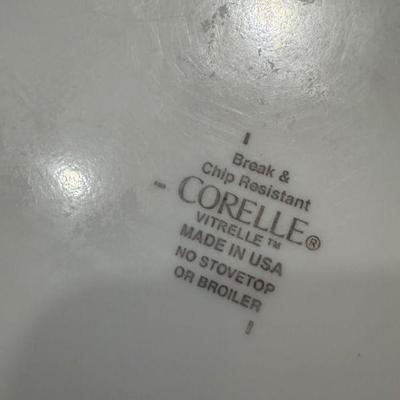 Break &
Chip Resistant
CORELLE®
VITRELLE™
MADE IN USA
NO STOVETOP
OR BROILER